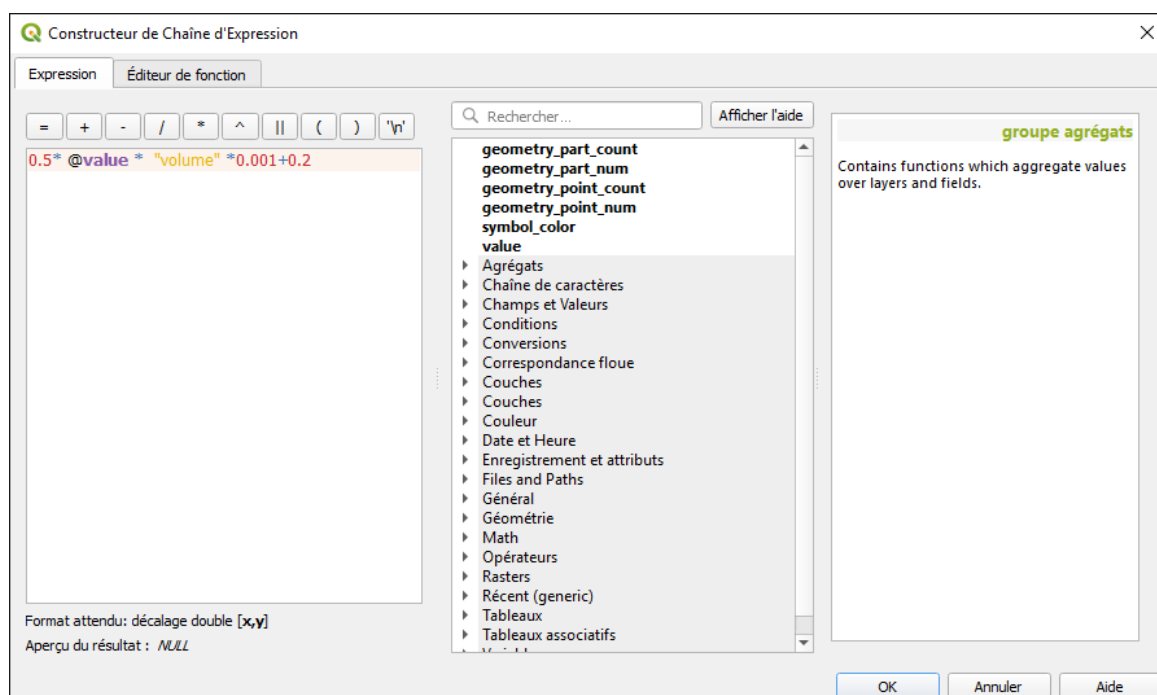 Constructeur de Chaîne d'Expression
Expression Éditeur de fonction
= + - / * ^ || ( ) '\n'
Rechercher... Afficher l'aide
0.5* @value * "volume" *0.001+0.2
geometry_part_count
geometry_part_num
geometry_point_count
geometry_point_num
symbol_color
value
Agrégats
Chaîne de caractères
Champs et Valeurs
Conditions
Conversions
Correspondance floue
Couches
Couches
Couleur
Date et Heure
Enregistrement et attributs
Files and Paths
Général
Géométrie
Math
Opérateurs
Rasters
Récent (generic)
Tableaux
Tableaux associatifs
groupe agrégats
Contains functions which aggregate values
over layers and fields.
Format attendu: décalage double [x,y]
Aperçu du résultat : NULL
OK Annuler Aide